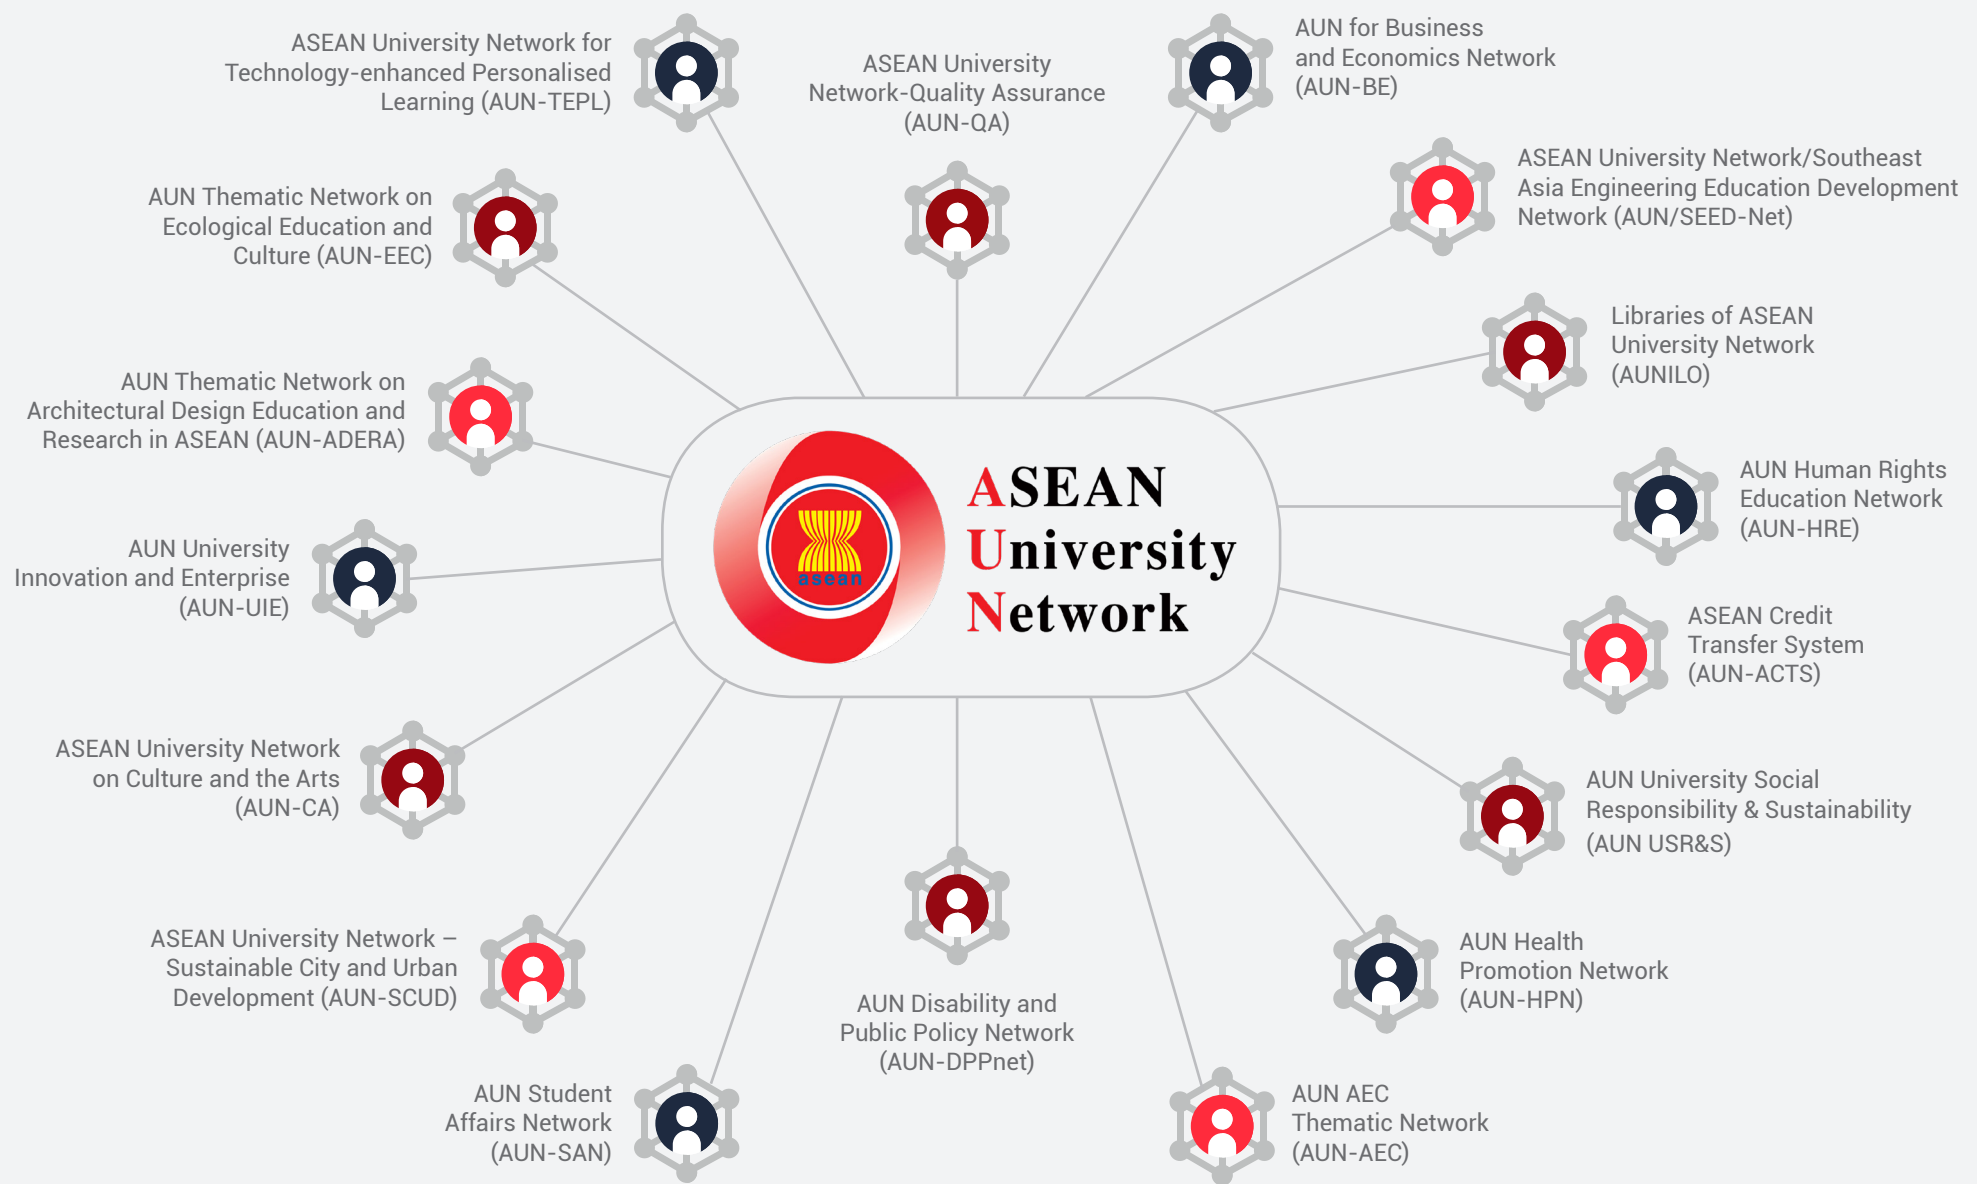 ASEAN University Network for
Technology-enhanced Personalised
Learning (AUN-TEPL)
ASEAN University
Network-Quality Assurance
(AUN-QA)
AUN for Business
and Economics Network
(AUN-BE)
ASEAN University Network/Southeast
Asia Engineering Education Development
Network (AUN/SEED-Net)
AUN Thematic Network on
Ecological Education and
Culture (AUN-EEC)
Libraries of ASEAN
University Network
(AUNILO)
AUN Thematic Network on
Architectural Design Education and
Research in ASEAN (AUN-ADERA)
asean
ASEAN
University
Network
AUN Human Rights
Education Network
(AUN-HRE)
AUN University
Innovation and Enterprise
(AUN-UIE)
ASEAN Credit
Transfer System
(AUN-ACTS)
ASEAN University Network
on Culture and the Arts
(AUN-CA)
AUN University Social
Responsibility & Sustainability
(AUN USR&S)
ASEAN University Network –
Sustainable City and Urban
Development (AUN-SCUD)
AUN Disability and
Public Policy Network
(AUN-DPPnet)
AUN Health
Promotion Network
(AUN-HPN)
AUN Student
Affairs Network
(AUN-SAN)
AUN AEC
Thematic Network
(AUN-AEC)